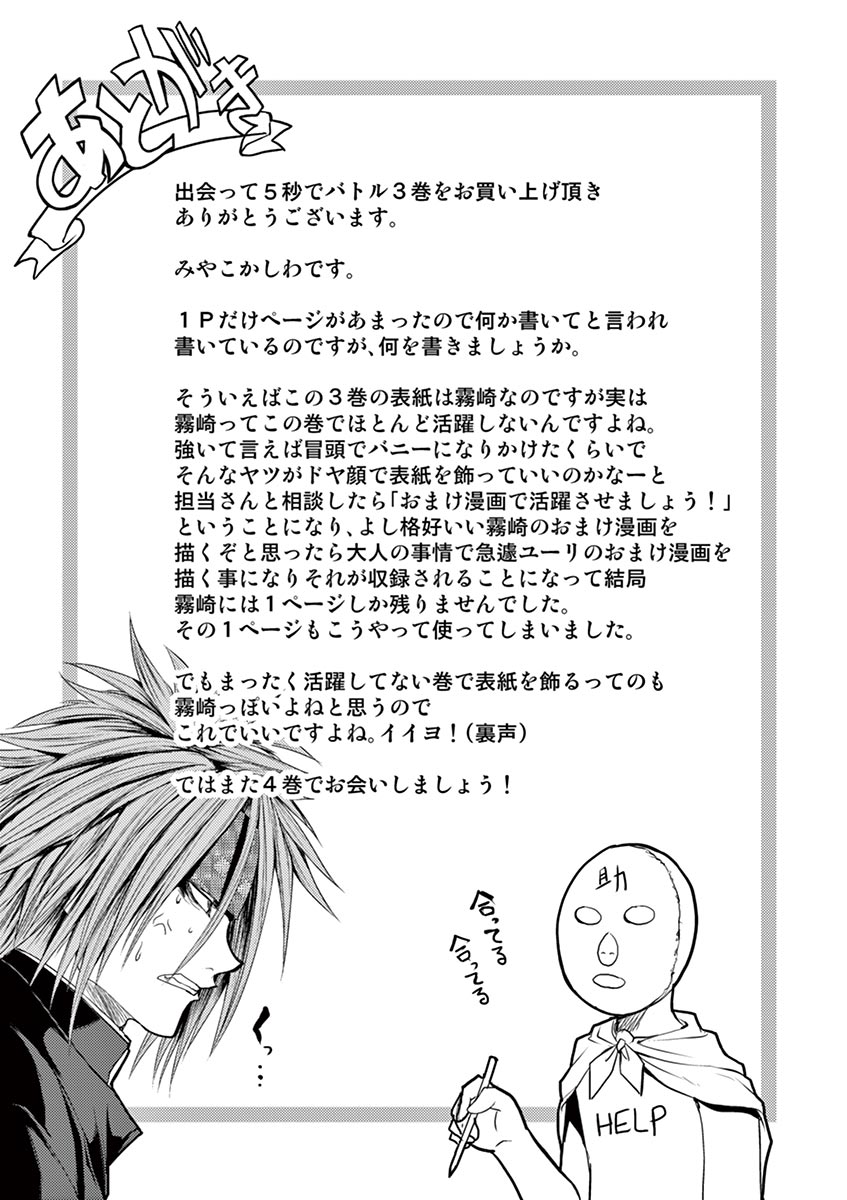 あとがき
出会って５秒でバトル３巻をお買い上げ頂き
ありがとうございます。
みやこかしわです。
１Ｐだけページがあまったので何か書いてと言われ
書いているのですが、何を書きましょうか。
そういえばこの３巻の表紙は霧崎なのですが実は
霧崎ってこの巻でほとんど活躍しないんですよね。
強いて言えば冒頭でバニーになりかけたくらいで
そんなヤツがドヤ顔で表紙を飾っていいのかなーと
担当さんと相談したら「おまけ漫画で活躍させましょう！」
ということになり、よし格好いい霧崎のおまけ漫画を
描くぞと思ったら大人の事情で急遽ユーリのおまけ漫画を
描く事になりそれが収録されることになって結局
霧崎には１ページしか残りませんでした。
その１ページもこうやって使ってしまいました。
でもまったく活躍してない巻で表紙を飾るってのも
霧崎っぽいよねと思うので
これでいいですよね。イイヨ！（裏声）
ではまた４巻でお会いしましょう！
助
合ってる
合ってる
くっ…
HELP